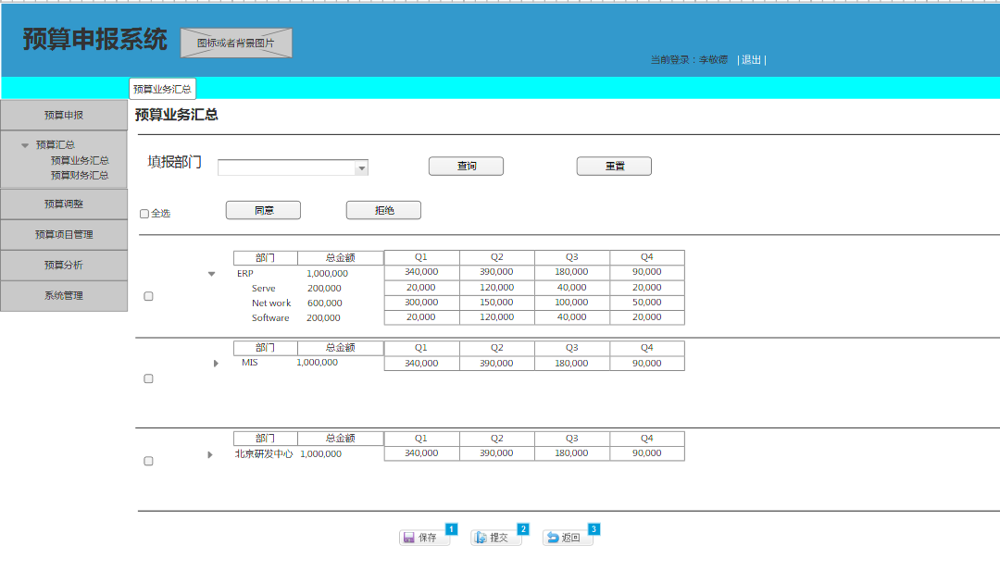 预算申报系统
图标或者背景图片
当前登录：李敏德 |退出|
预算业务汇总
预算申报
预算汇总
预算业务汇总
预算财务汇总
预算调整
预算项目管理
预算分析
系统管理
预算业务汇总
填报部门 查询 重置
全选 同意 拒绝
部门 总金额 Q1 Q2 Q3 Q4
ERP 1,000,000 340,000 390,000 180,000 90,000
Serve 200,000 20,000 120,000 40,000 20,000
Net work 600,000 300,000 150,000 100,000 50,000
Software 200,000 20,000 120,000 40,000 20,000
部门 总金额 Q1 Q2 Q3 Q4
MIS 1,000,000 340,000 390,000 180,000 90,000
部门 总金额 Q1 Q2 Q3 Q4
北京研发中心 1,000,000 340,000 390,000 180,000 90,000
保存 1 提交 2 返回 3